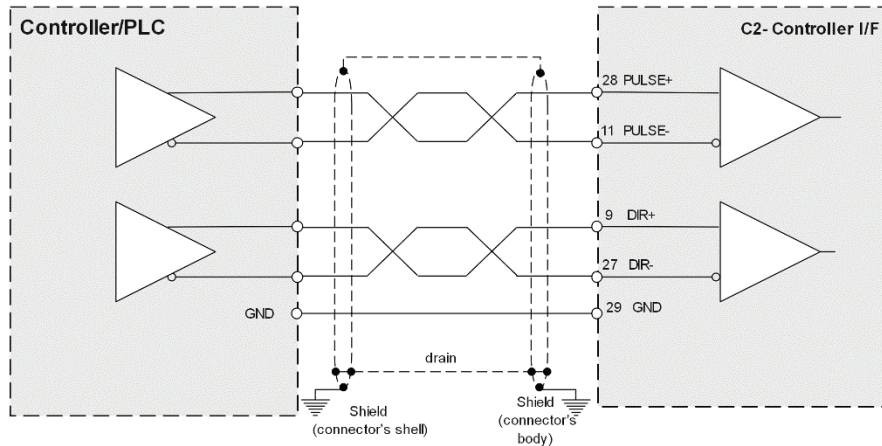 Controller/PLC
C2- Controller I/F
28 PULSE+
11 PULSE-
9 DIR+
27 DIR-
GND
29 GND
drain
Shield
(connector's shell)
Shield
(connector's
body)